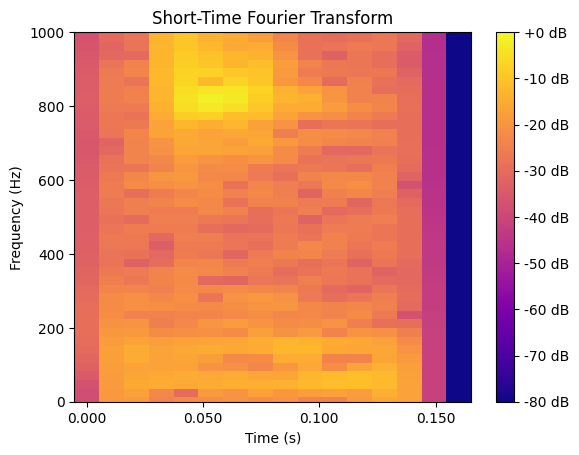 Short-Time Fourier Transform
1000
800
600
400
200
0
Frequency (Hz)
0.000
0.050
0.100
0.150
Time (s)
+0 dB
-10 dB
-20 dB
-30 dB
-40 dB
-50 dB
-60 dB
-70 dB
-80 dB